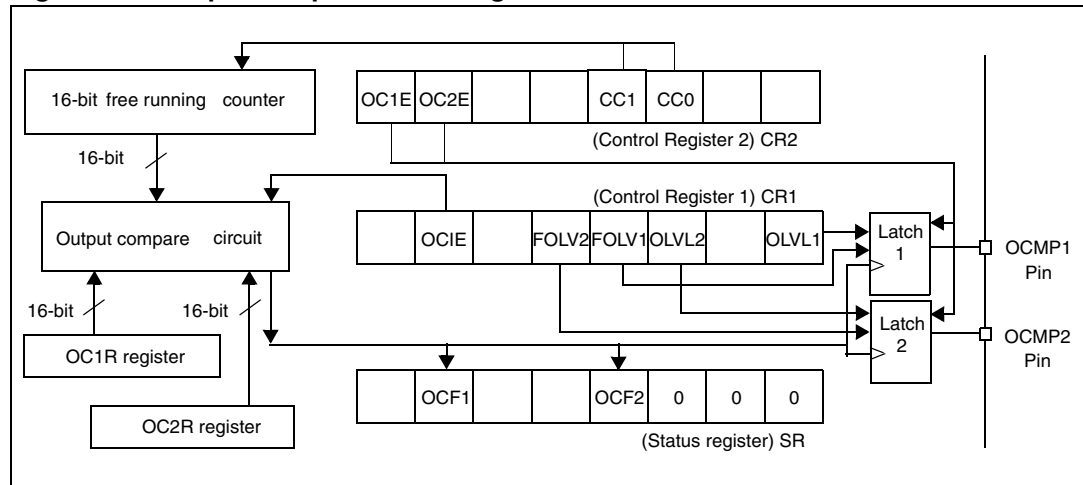 16-bit free running counter
OC1E OC2E CC1 CC0
(Control Register 2) CR2
16-bit
(Control Register 1) CR1
Output compare circuit
OCIE FOLV2 FOLV1 OLVL2 OLVL1
Latch
1
OCMP1
Pin
16-bit 16-bit
OC1R register
Latch
2
OCMP2
Pin
OCF1 OCF2 0 0 0
OC2R register
(Status register) SR